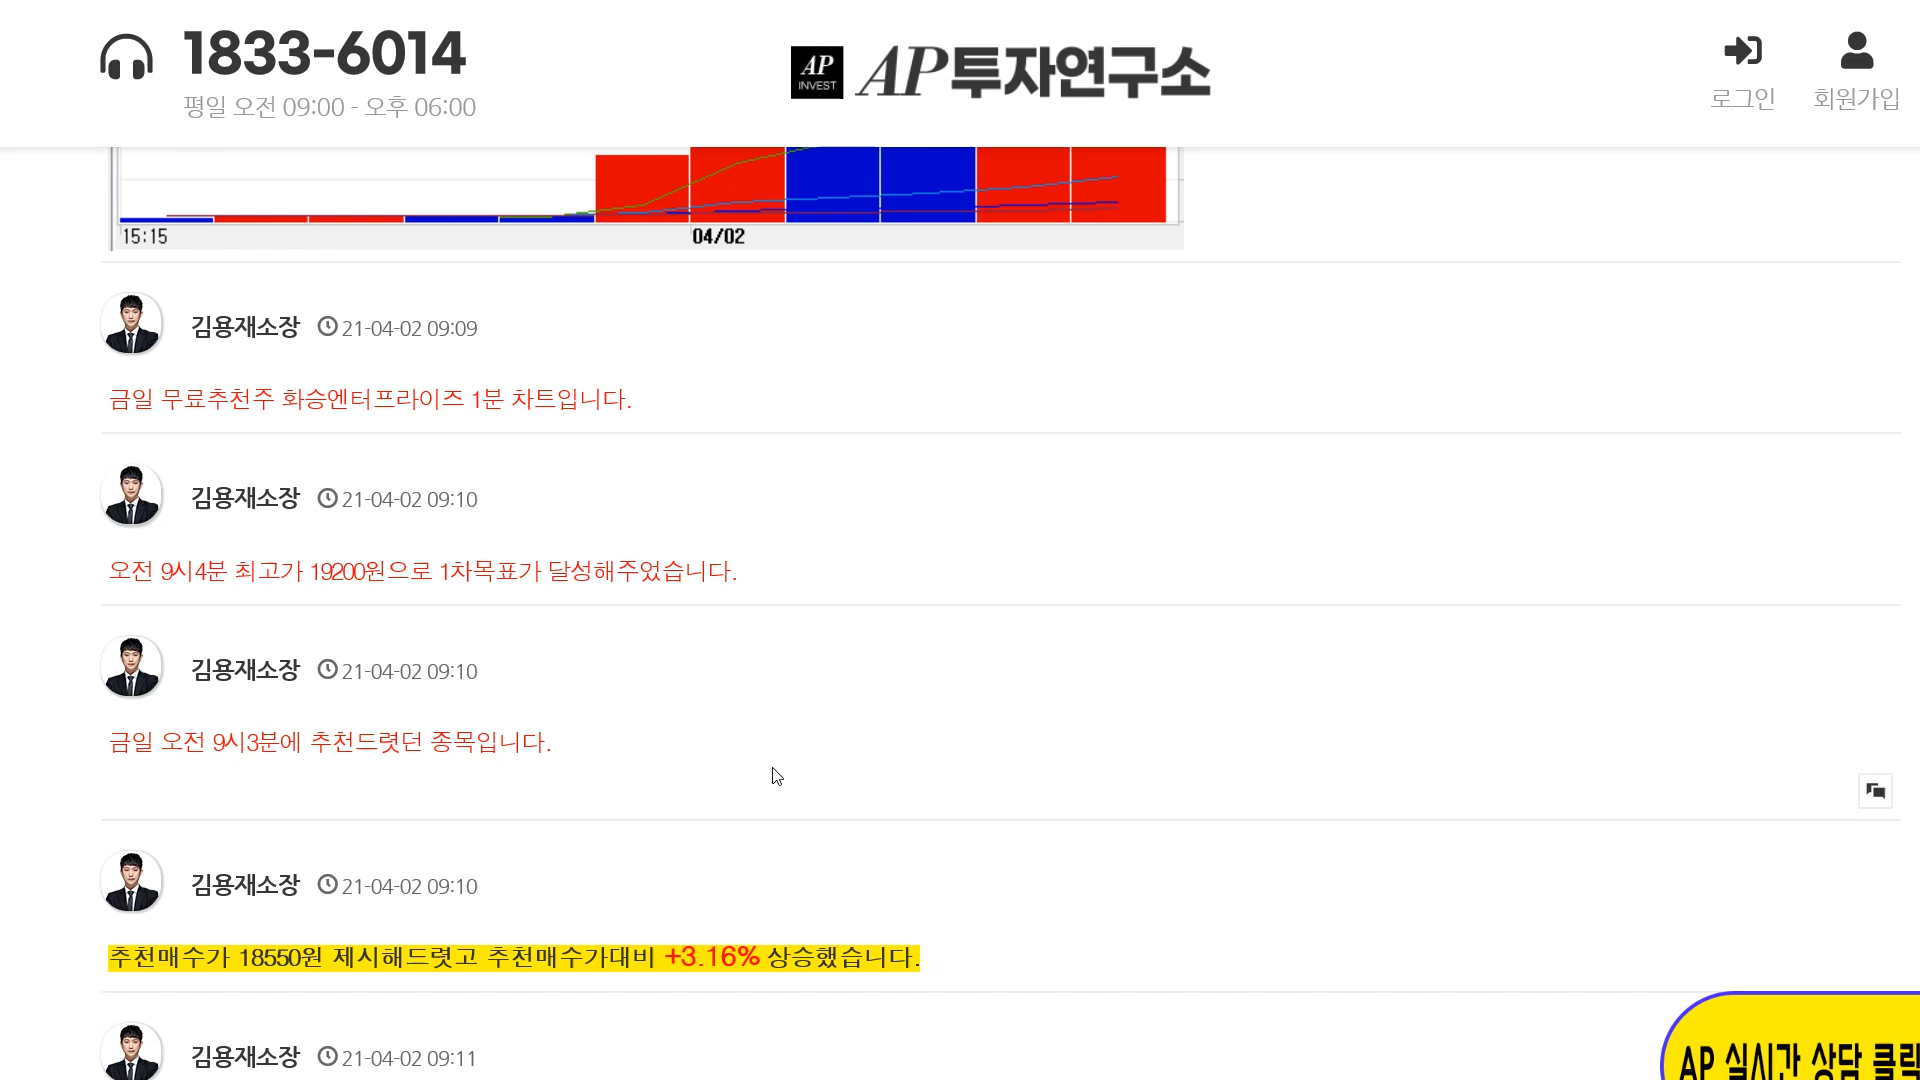 1833-6014
평일 오전 09:00 - 오후 06:00
AP
INVEST
AP투자연구소
로그인
회원가입
15:15
04/02
김용재소장 21-04-02 09:09
금일 무료추천주 화승엔터프라이즈 1분 차트입니다.
김용재소장 21-04-02 09:10
오전 9시4분 최고가 19200원으로 1차목표가 달성해주었습니다.
김용재소장 21-04-02 09:10
금일 오전 9시3분에 추천드렷던 종목입니다.
김용재소장 21-04-02 09:10
추천매수가 18550원 제시해드렷고 추천매수가대비 +3.16% 상승했습니다.
김용재소장 21-04-02 09:11
AP 실시간 상담 클릭